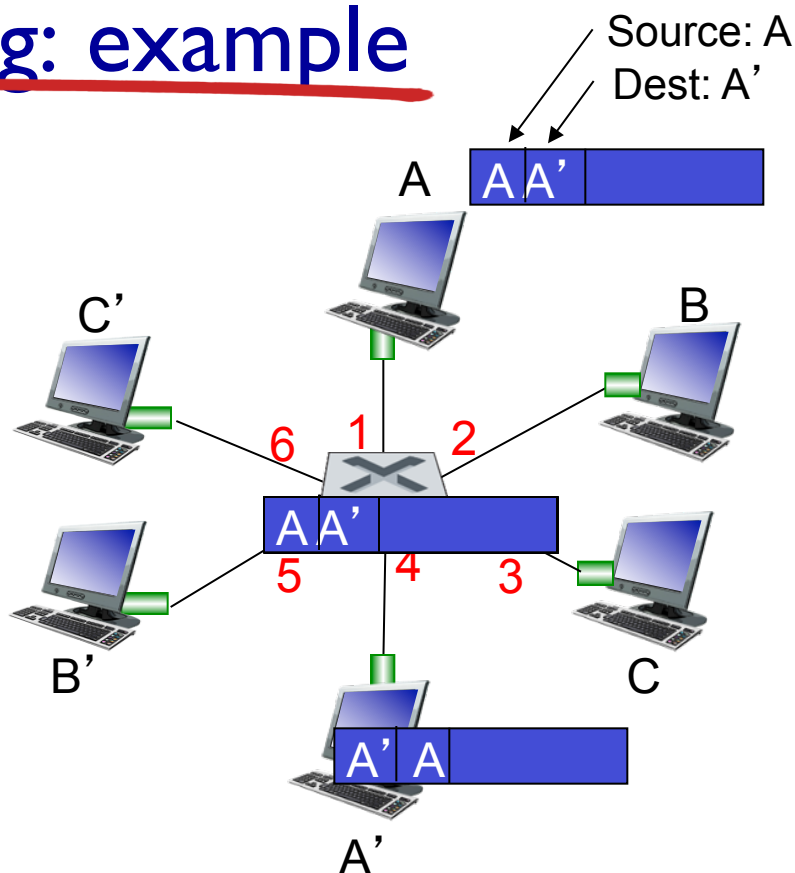 g: example
Source: A
Dest: A’
A
A A’
C’
B
6 1 2
A A’
5 4 3
B’
C
A’ A
A’